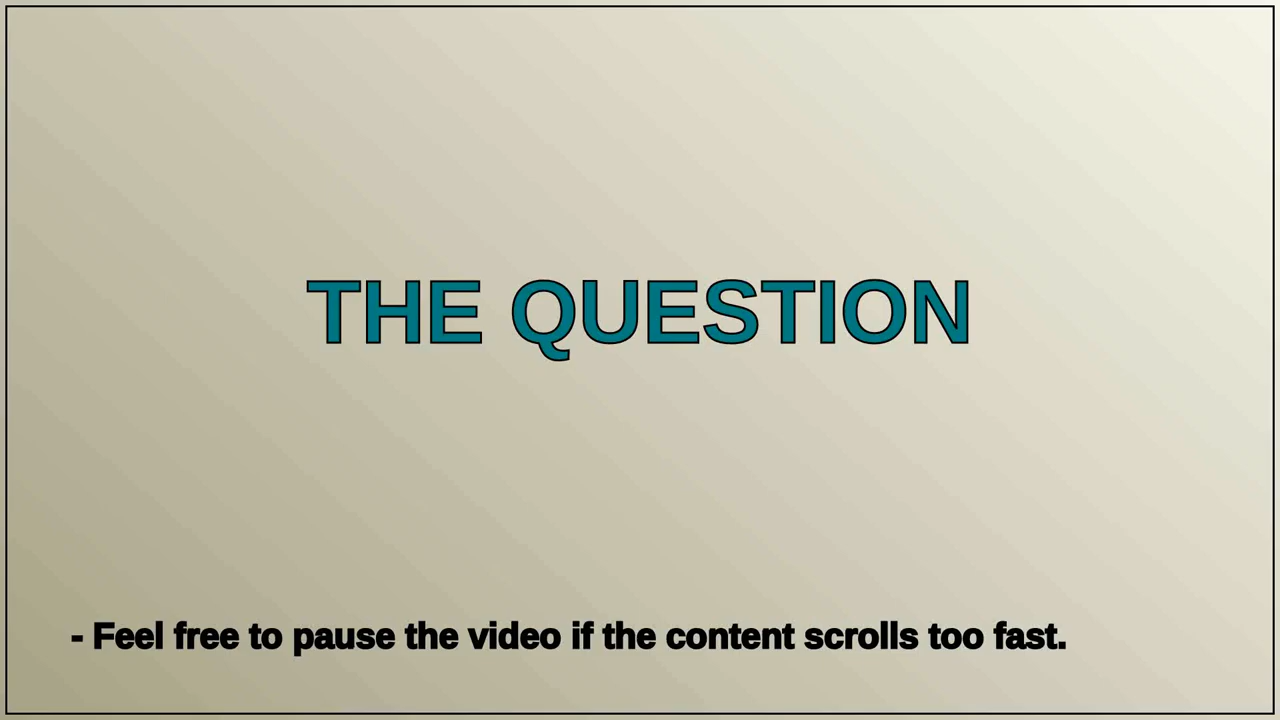 THE QUESTION
- Feel free to pause the video if the content scrolls too fast.